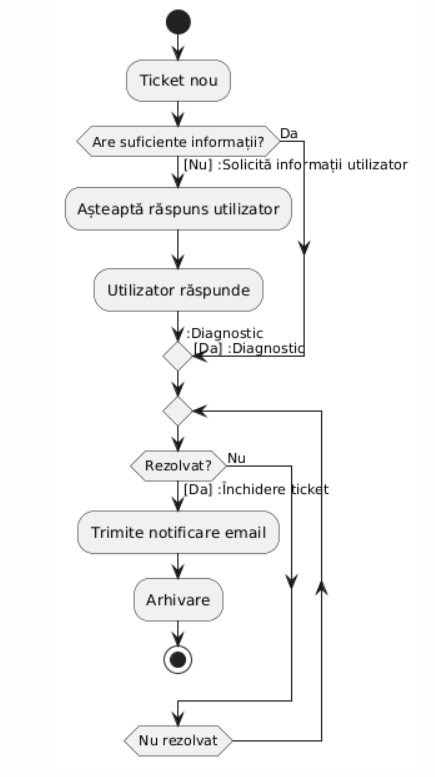 Ticket nou
Are suficiente informații?
Da
[Nu] :Solicită informații utilizator
Așteaptă răspuns utilizator
Utilizator răspunde
:Diagnostic
[Da] :Diagnostic
Rezolvat?
Nu
[Da] :Închidere ticket
Trimite notificare email
Arhivare
Nu rezolvat